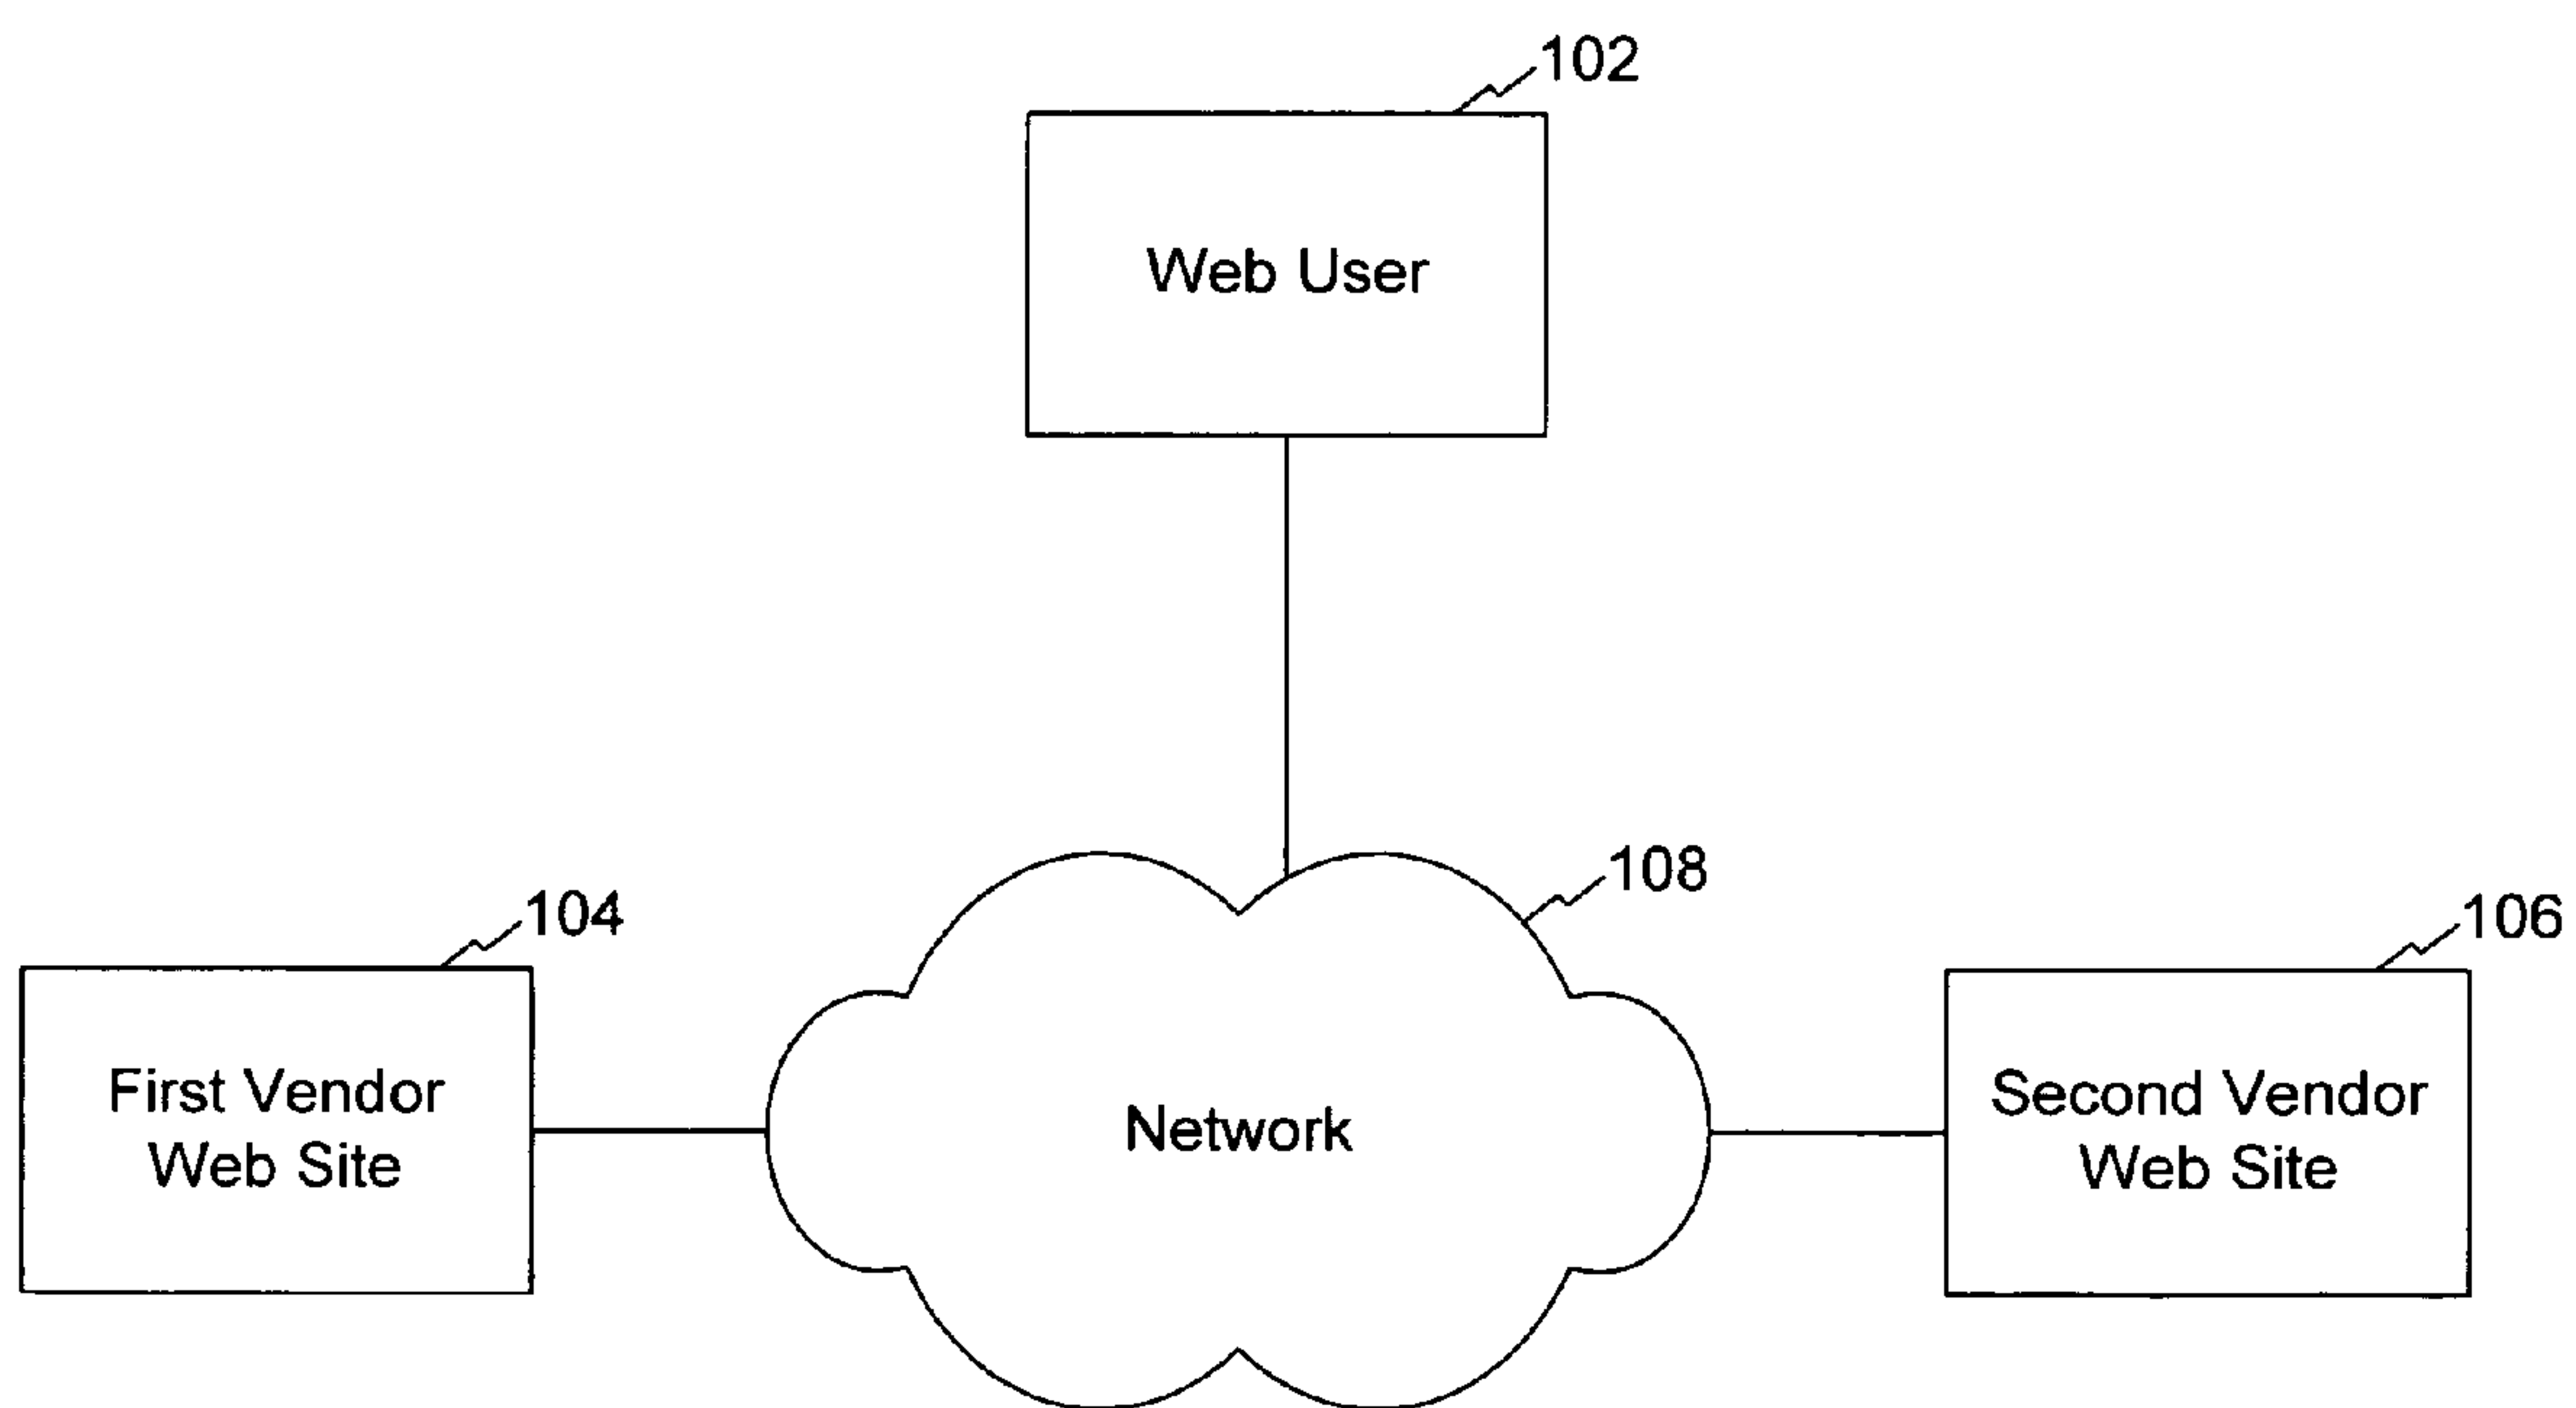 102
Web User
108
104
106
First Vendor
Web Site
Network
Second Vendor
Web Site